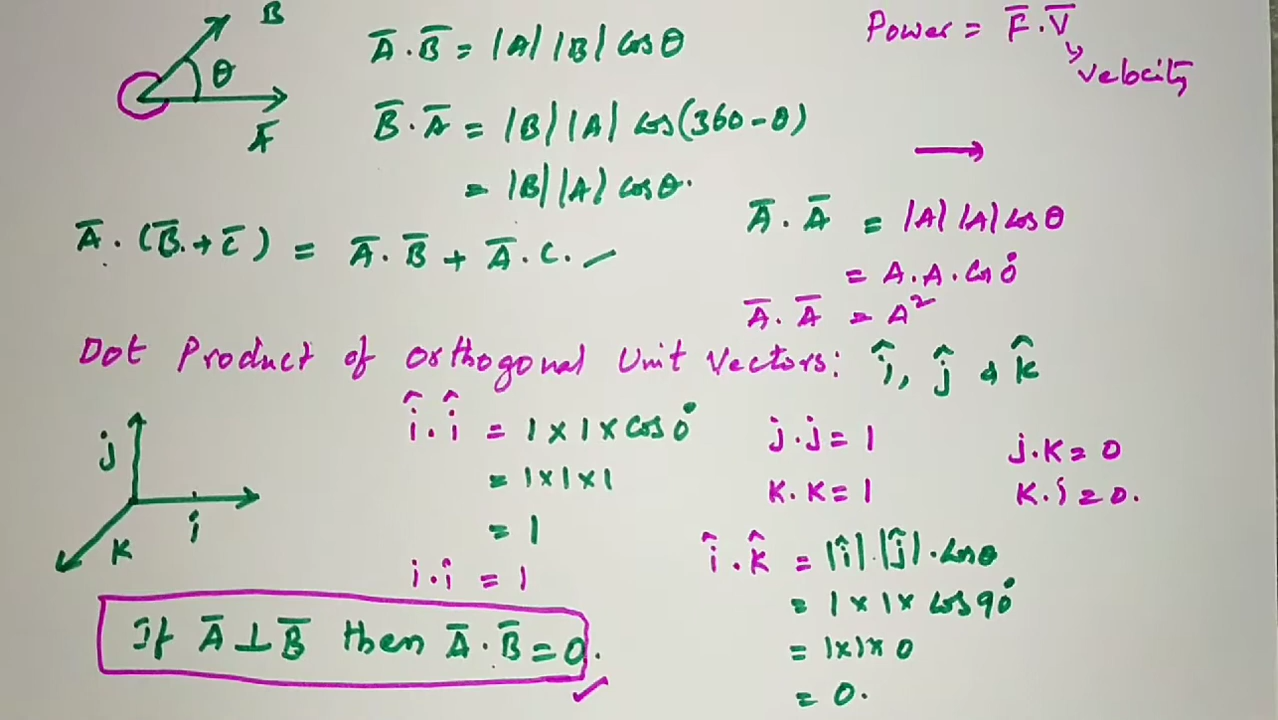 B
θ
A̅
A̅ . B̅ = |A| |B| Cos θ
B̅ . A̅ = |B| |A| Cos(360 - θ)
= |B| |A| Cos θ.
Power = F̅ . V̅
velocity
A̅ . (B̅ + C̅) = A̅ . B̅ + A̅ . C.
A̅ . A̅ = |A| |A| Cos θ
= A . A . Cos 0°
A̅ . A̅ = A²
Dot Product of Orthogonal Unit Vectors: î, ĵ & k̂
j
i
K
î . î = 1 x 1 x Cos 0°
= 1 x 1 x 1
= 1
i . i = 1
j . j = 1
K . K = 1
j . K = 0
K . i = 0.
î . k̂ = |î| . |ĵ| . Cos θ
= 1 x 1 x Cos 90°
= 1 x 1 x 0
= 0.
If A̅ ⊥ B̅ then A̅ . B̅ = 0.